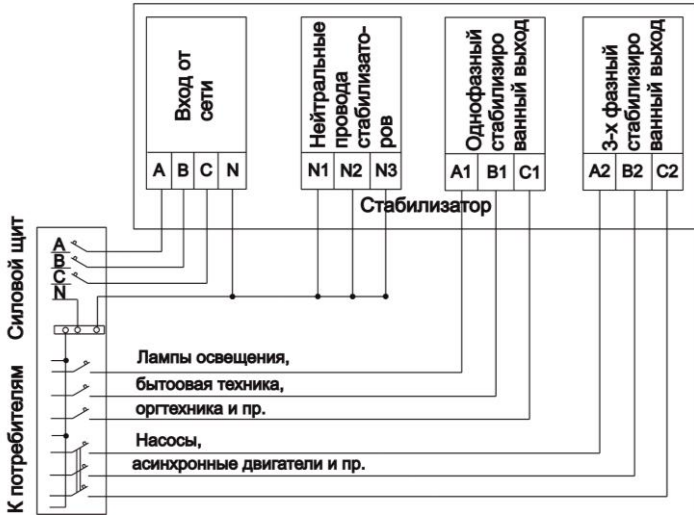 Вход от
сети
A B C N
Нейтральные
провода
стабилизато-
ров
N1 N2 N3
Однофазный
стабилизиро
ванный выход
A1 B1 C1
3-х фазный
стабилизиро
ванный выход
A2 B2 C2
Стабилизатор
Силовой щит
A
B
C
N
К потребителям
Лампы освещения,
бытоовая техника,
оргтехника и пр.
Насосы,
асинхронные двигатели и пр.